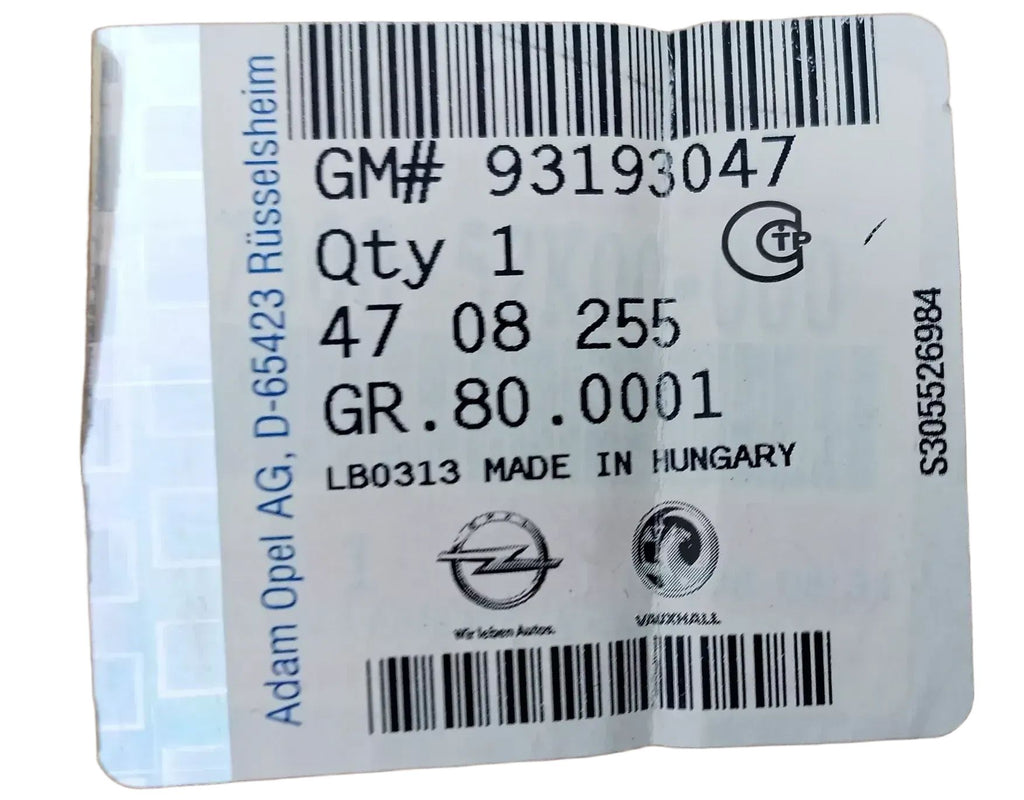 Adam Opel AG, D-65423 Rüsselsheim
GM# 93193047
Qty 1
47 08 255
GR.80.0001
LB0313 MADE IN HUNGARY
OPEL
Wir leben Autos.
VAUXHALL
S305526984